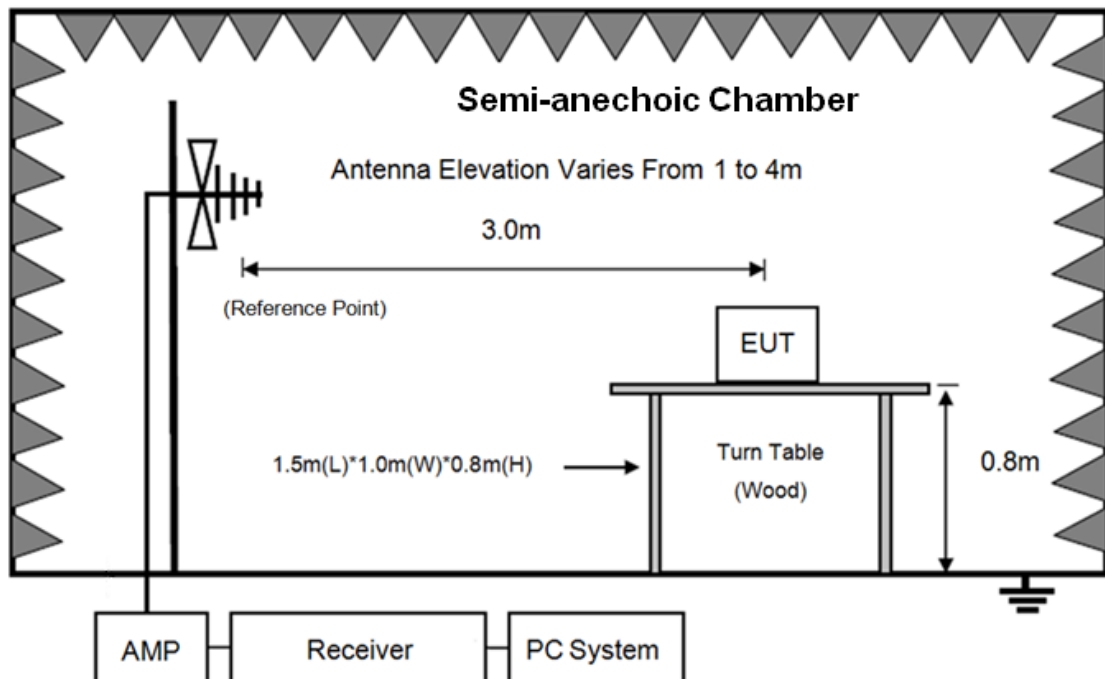 Semi-anechoic Chamber
Antenna Elevation Varies From 1 to 4m
3.0m
(Reference Point)
EUT
1.5m(L)*1.0m(W)*0.8m(H)
Turn Table
(Wood)
0.8m
AMP
Receiver
PC System